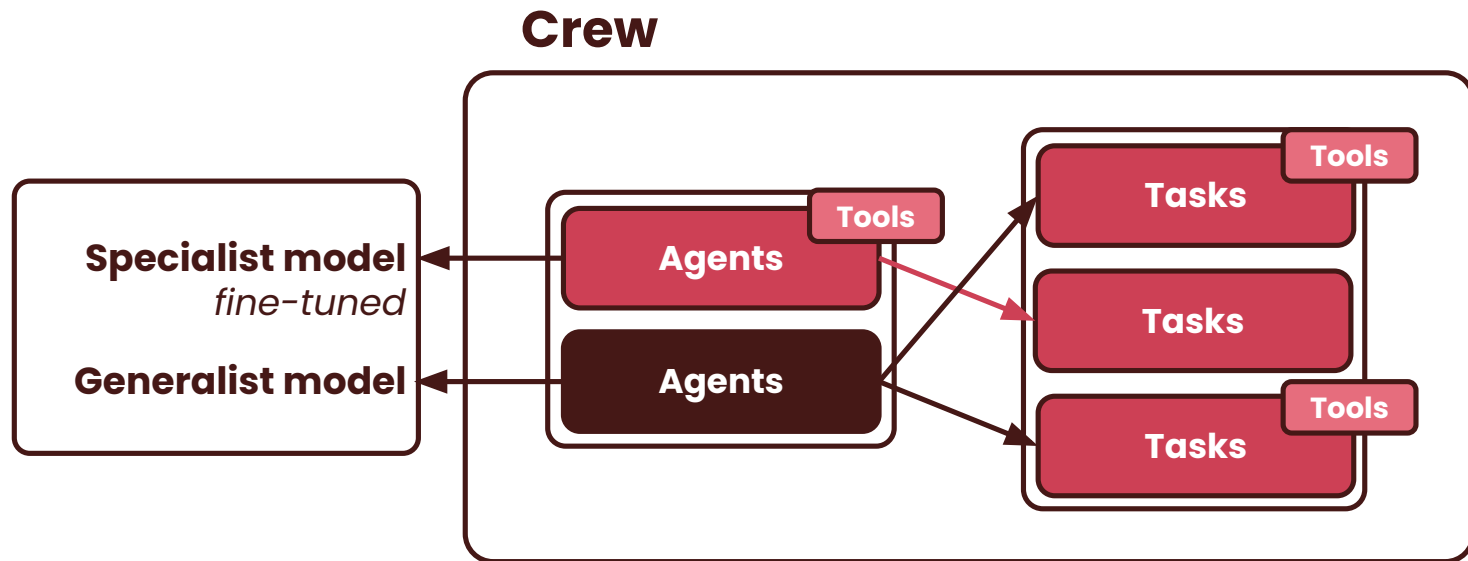 Crew
Tools
Tasks
Tools
Specialist model
fine-tuned
Agents
Tasks
Generalist model
Agents
Tools
Tasks